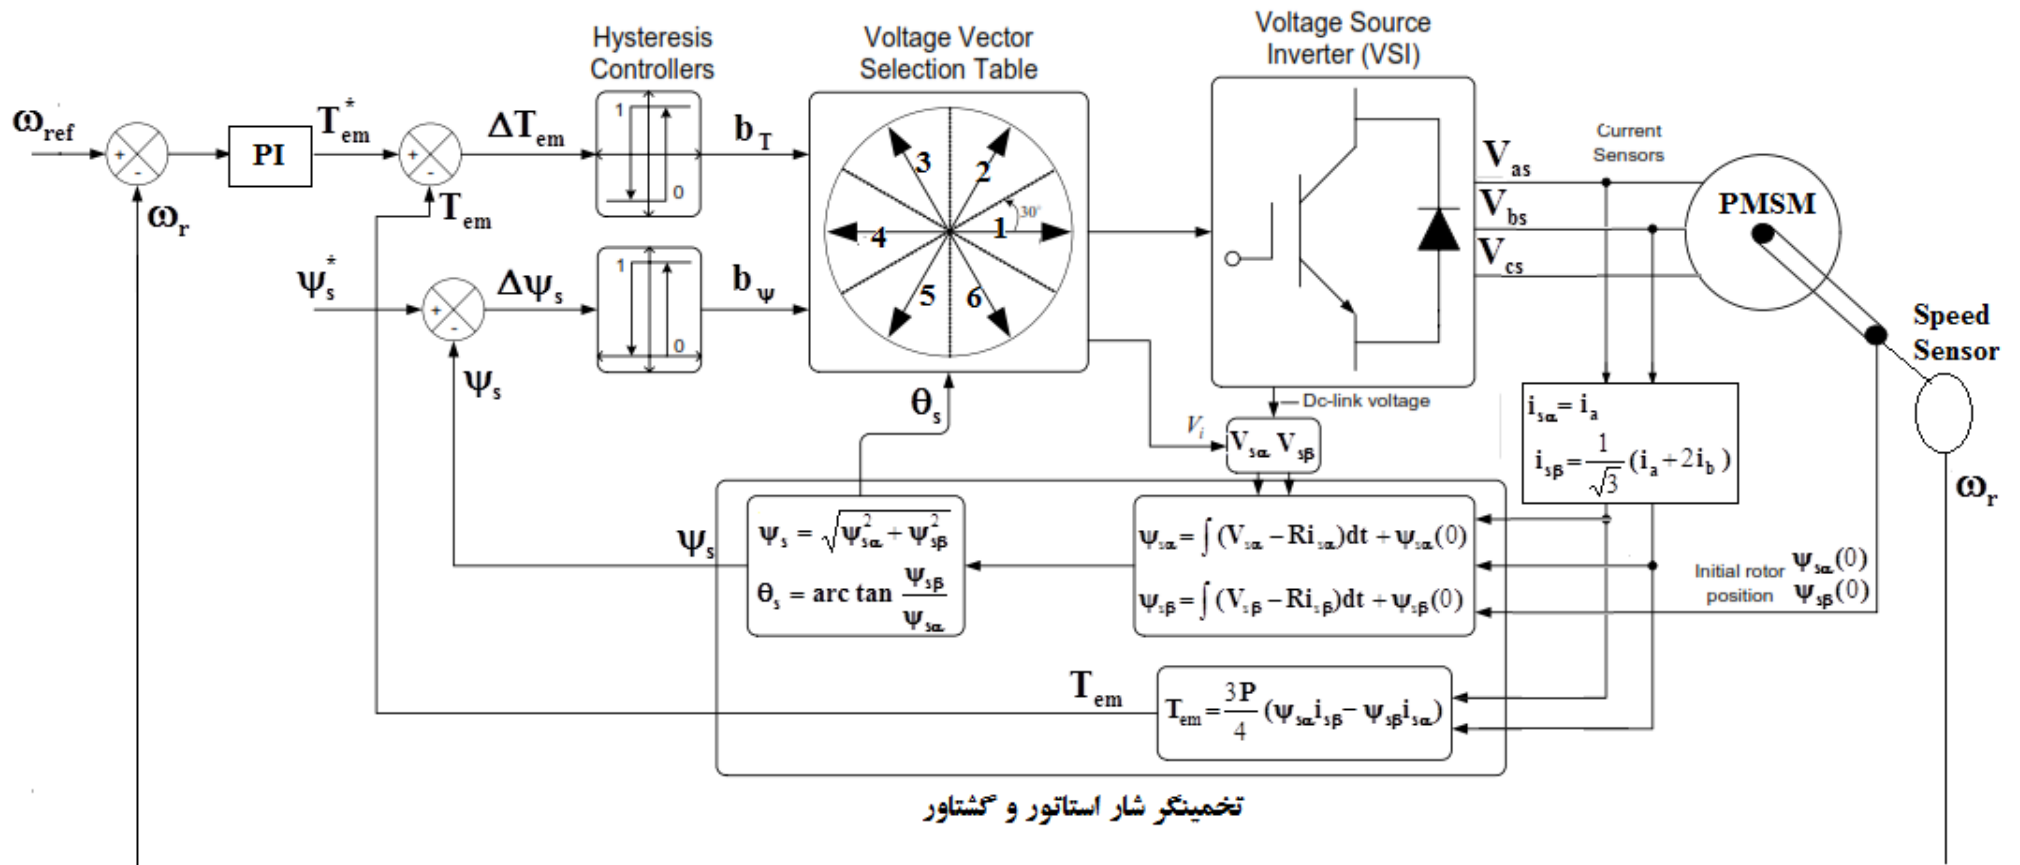 Hysteresis
Controllers
Voltage Vector
Selection Table
Voltage Source
Inverter (VSI)
ω_ref
+
-
ω_r
PI
T*_em
+
-
T_em
ΔT_em
1
0
b_T
ψ*_s
+
-
ψ_s
Δψ_s
1
0
b_ψ
3
2
4
1
30°
5
6
θ_s
V_as
V_bs
V_cs
Current
Sensors
PMSM
Speed
Sensor
ω_r
Dc-link voltage
V_i
V_sα V_sβ
i_sα = i_a
i_sβ = 1/√3 (i_a + 2i_b)
ψ_s
ψ_s = √(ψ²_sα + ψ²_sβ)
θ_s = arc tan ψ_sβ/ψ_sα
ψ_sα = ∫(V_sα − Ri_sα)dt + ψ_sα(0)
ψ_sβ = ∫(V_sβ − Ri_sβ)dt + ψ_sβ(0)
Initial rotor
position
ψ_sα(0)
ψ_sβ(0)
T_em
T_em = 3P/4 (ψ_sα i_sβ − ψ_sβ i_sα)
تخمینگر شار استاتور و گشتاور